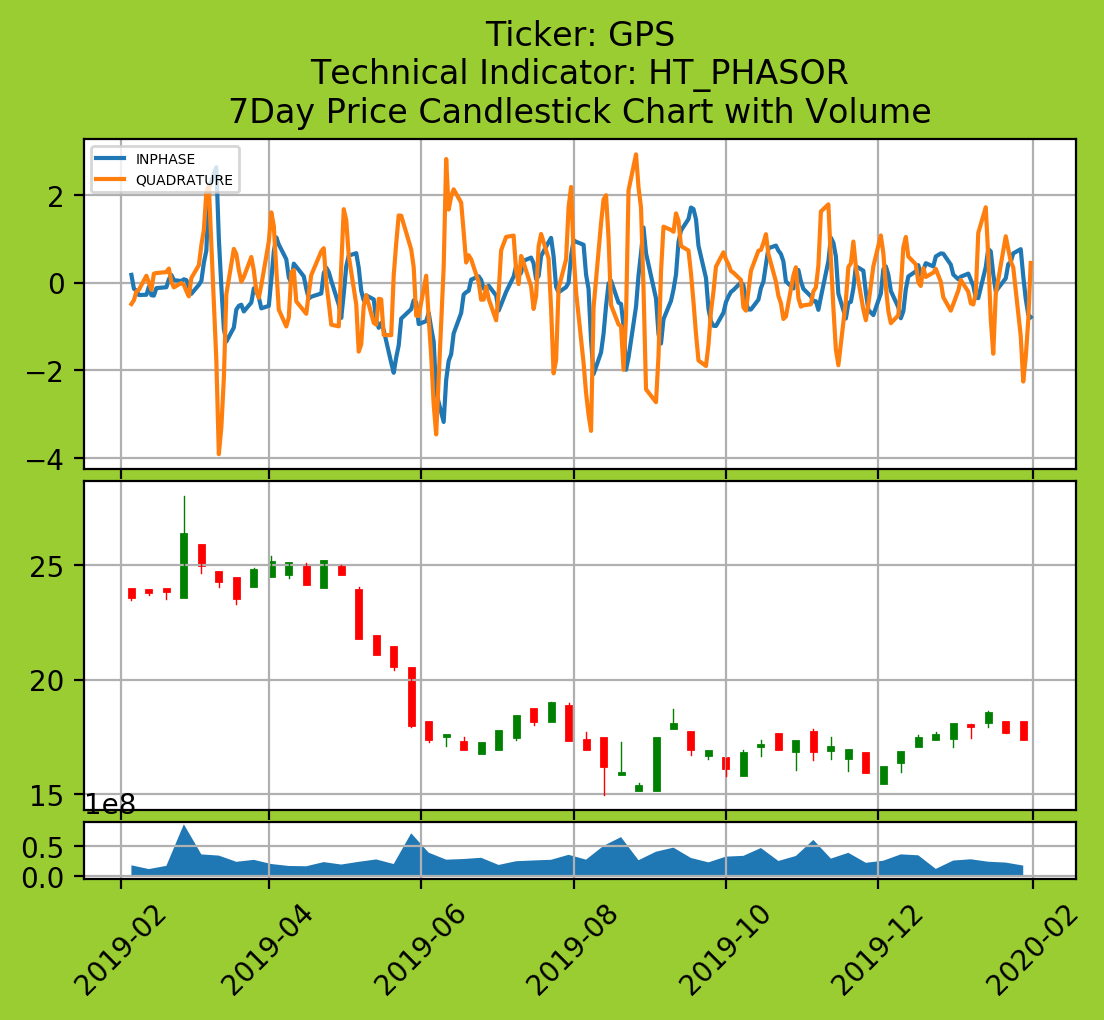 Ticker: GPS
Technical Indicator: HT_PHASOR
7Day Price Candlestick Chart with Volume
INPHASE
QUADRATURE
2
0
−2
−4
25
20
15
1e8
0.5
0.0
2019-02
2019-04
2019-06
2019-08
2019-10
2019-12
2020-02